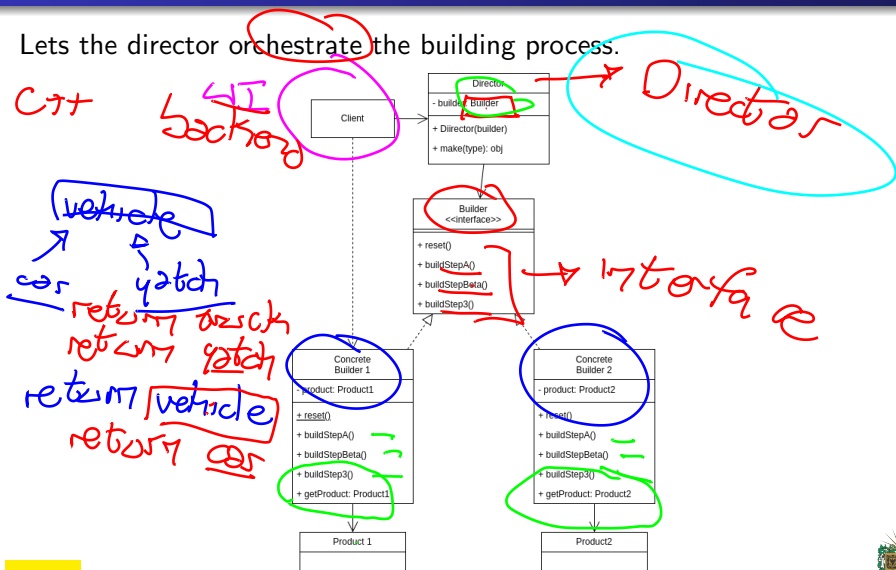 Lets the director orchestrate the building process.
C++
UI
backend
Client
Director
- builder: Builder
+ Diirector(builder)
+ make(type): obj
Director
Builder
<<interface>>
+ reset()
+ buildStepA()
+ buildStepBeta()
+ buildStep3()
Interface
vehicle
car
yatch
return
return yatch
return vehicle
return car
Concrete
Builder 1
- product: Product1
+ reset()
+ buildStepA()
+ buildStepBeta()
+ buildStep3()
+ getProduct: Product1
Product 1
Concrete
Builder 2
- product: Product2
+ reset()
+ buildStepA()
+ buildStepBeta()
+ buildStep3()
+ getProduct: Product2
Product2